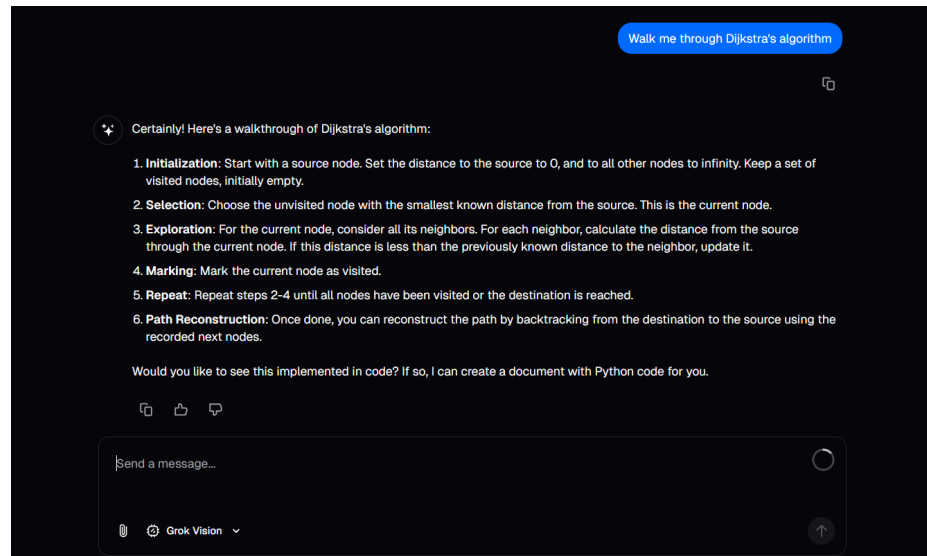 Walk me through Dijkstra's algorithm
Certainly! Here's a walkthrough of Dijkstra's algorithm:
1. Initialization: Start with a source node. Set the distance to the source to 0, and to all other nodes to infinity. Keep a set of
visited nodes, initially empty.
2. Selection: Choose the unvisited node with the smallest known distance from the source. This is the current node.
3. Exploration: For the current node, consider all its neighbors. For each neighbor, calculate the distance from the source
through the current node. If this distance is less than the previously known distance to the neighbor, update it.
4. Marking: Mark the current node as visited.
5. Repeat: Repeat steps 2-4 until all nodes have been visited or the destination is reached.
6. Path Reconstruction: Once done, you can reconstruct the path by backtracking from the destination to the source using the
recorded next nodes.
Would you like to see this implemented in code? If so, I can create a document with Python code for you.
Send a message...
Grok Vision